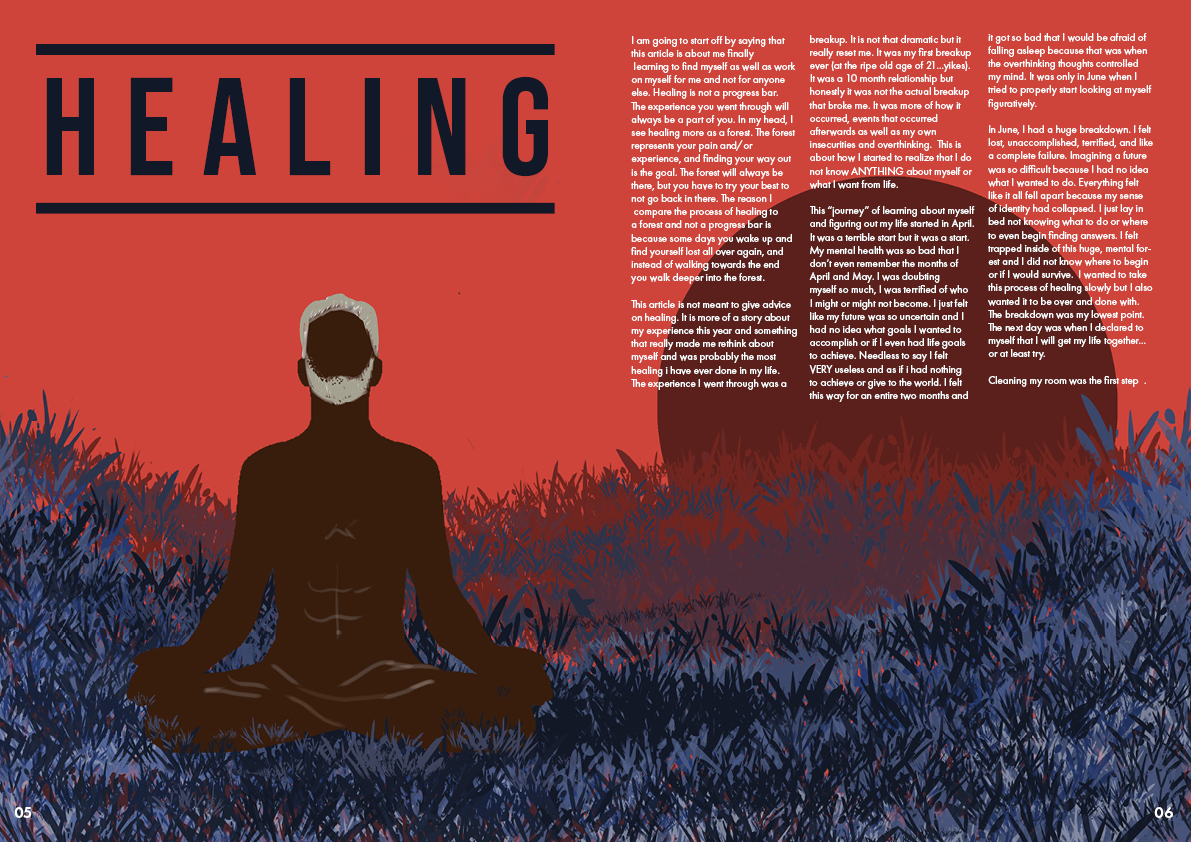 HEALING
I am going to start off by saying that
this article is about me finally
learning to find myself as well as work
on myself for me and not for anyone
else. Healing is not a progress bar.
The experience you went through will
always be a part of you. In my head, I
see healing more as a forest. The forest
represents your pain and/or
experience, and finding your way out
is the goal. The forest will always be
there, but you have to try your best to
not go back in there. The reason I
compare the process of healing to
a forest and not a progress bar is
because some days you wake up and
find yourself lost all over again, and
instead of walking towards the end
you walk deeper into the forest.
This article is not meant to give advice
on healing. It is more of a story about
my experience this year and something
that really made me rethink about
myself and was probably the most
healing i have ever done in my life.
The experience I went through was a
breakup. It is not that dramatic but it
really reset me. It was my first breakup
ever (at the ripe old age of 21...yikes).
It was a 10 month relationship but
honestly it was not the actual breakup
that broke me. It was more of how it
occurred, events that occurred
afterwards as well as my own
insecurities and overthinking. This is
about how I started to realize that I do
not know ANYTHING about myself or
what I want from life.
This “journey” of learning about myself
and figuring out my life started in April.
It was a terrible start but it was a start.
My mental health was so bad that I
don’t even remember the months of
April and May. I was doubting
myself so much, I was terrified of who
I might or might not become. I just felt
like my future was so uncertain and I
had no idea what goals I wanted to
accomplish or if I even had life goals
to achieve. Needless to say I felt
VERY useless and as if i had nothing
to achieve or give to the world. I felt
this way for an entire two months and
it got so bad that I would be afraid of
falling asleep because that was when
the overthinking thoughts controlled
my mind. It was only in June when I
tried to properly start looking at myself
figuratively.
In June, I had a huge breakdown. I felt
lost, unaccomplished, terrified, and like
a complete failure. Imagining a future
was so difficult because I had no idea
what I wanted to do. Everything felt
like it all fell apart because my sense
of identity had collapsed. I just lay in
bed not knowing what to do or where
to even begin finding answers. I felt
trapped inside of this huge, mental for-
est and I did not know where to begin
or if I would survive. I wanted to take
this process of healing slowly but I also
wanted it to be over and done with.
The breakdown was my lowest point.
The next day was when I declared to
myself that I will get my life together...
or at least try.
Cleaning my room was the first step .
05
06